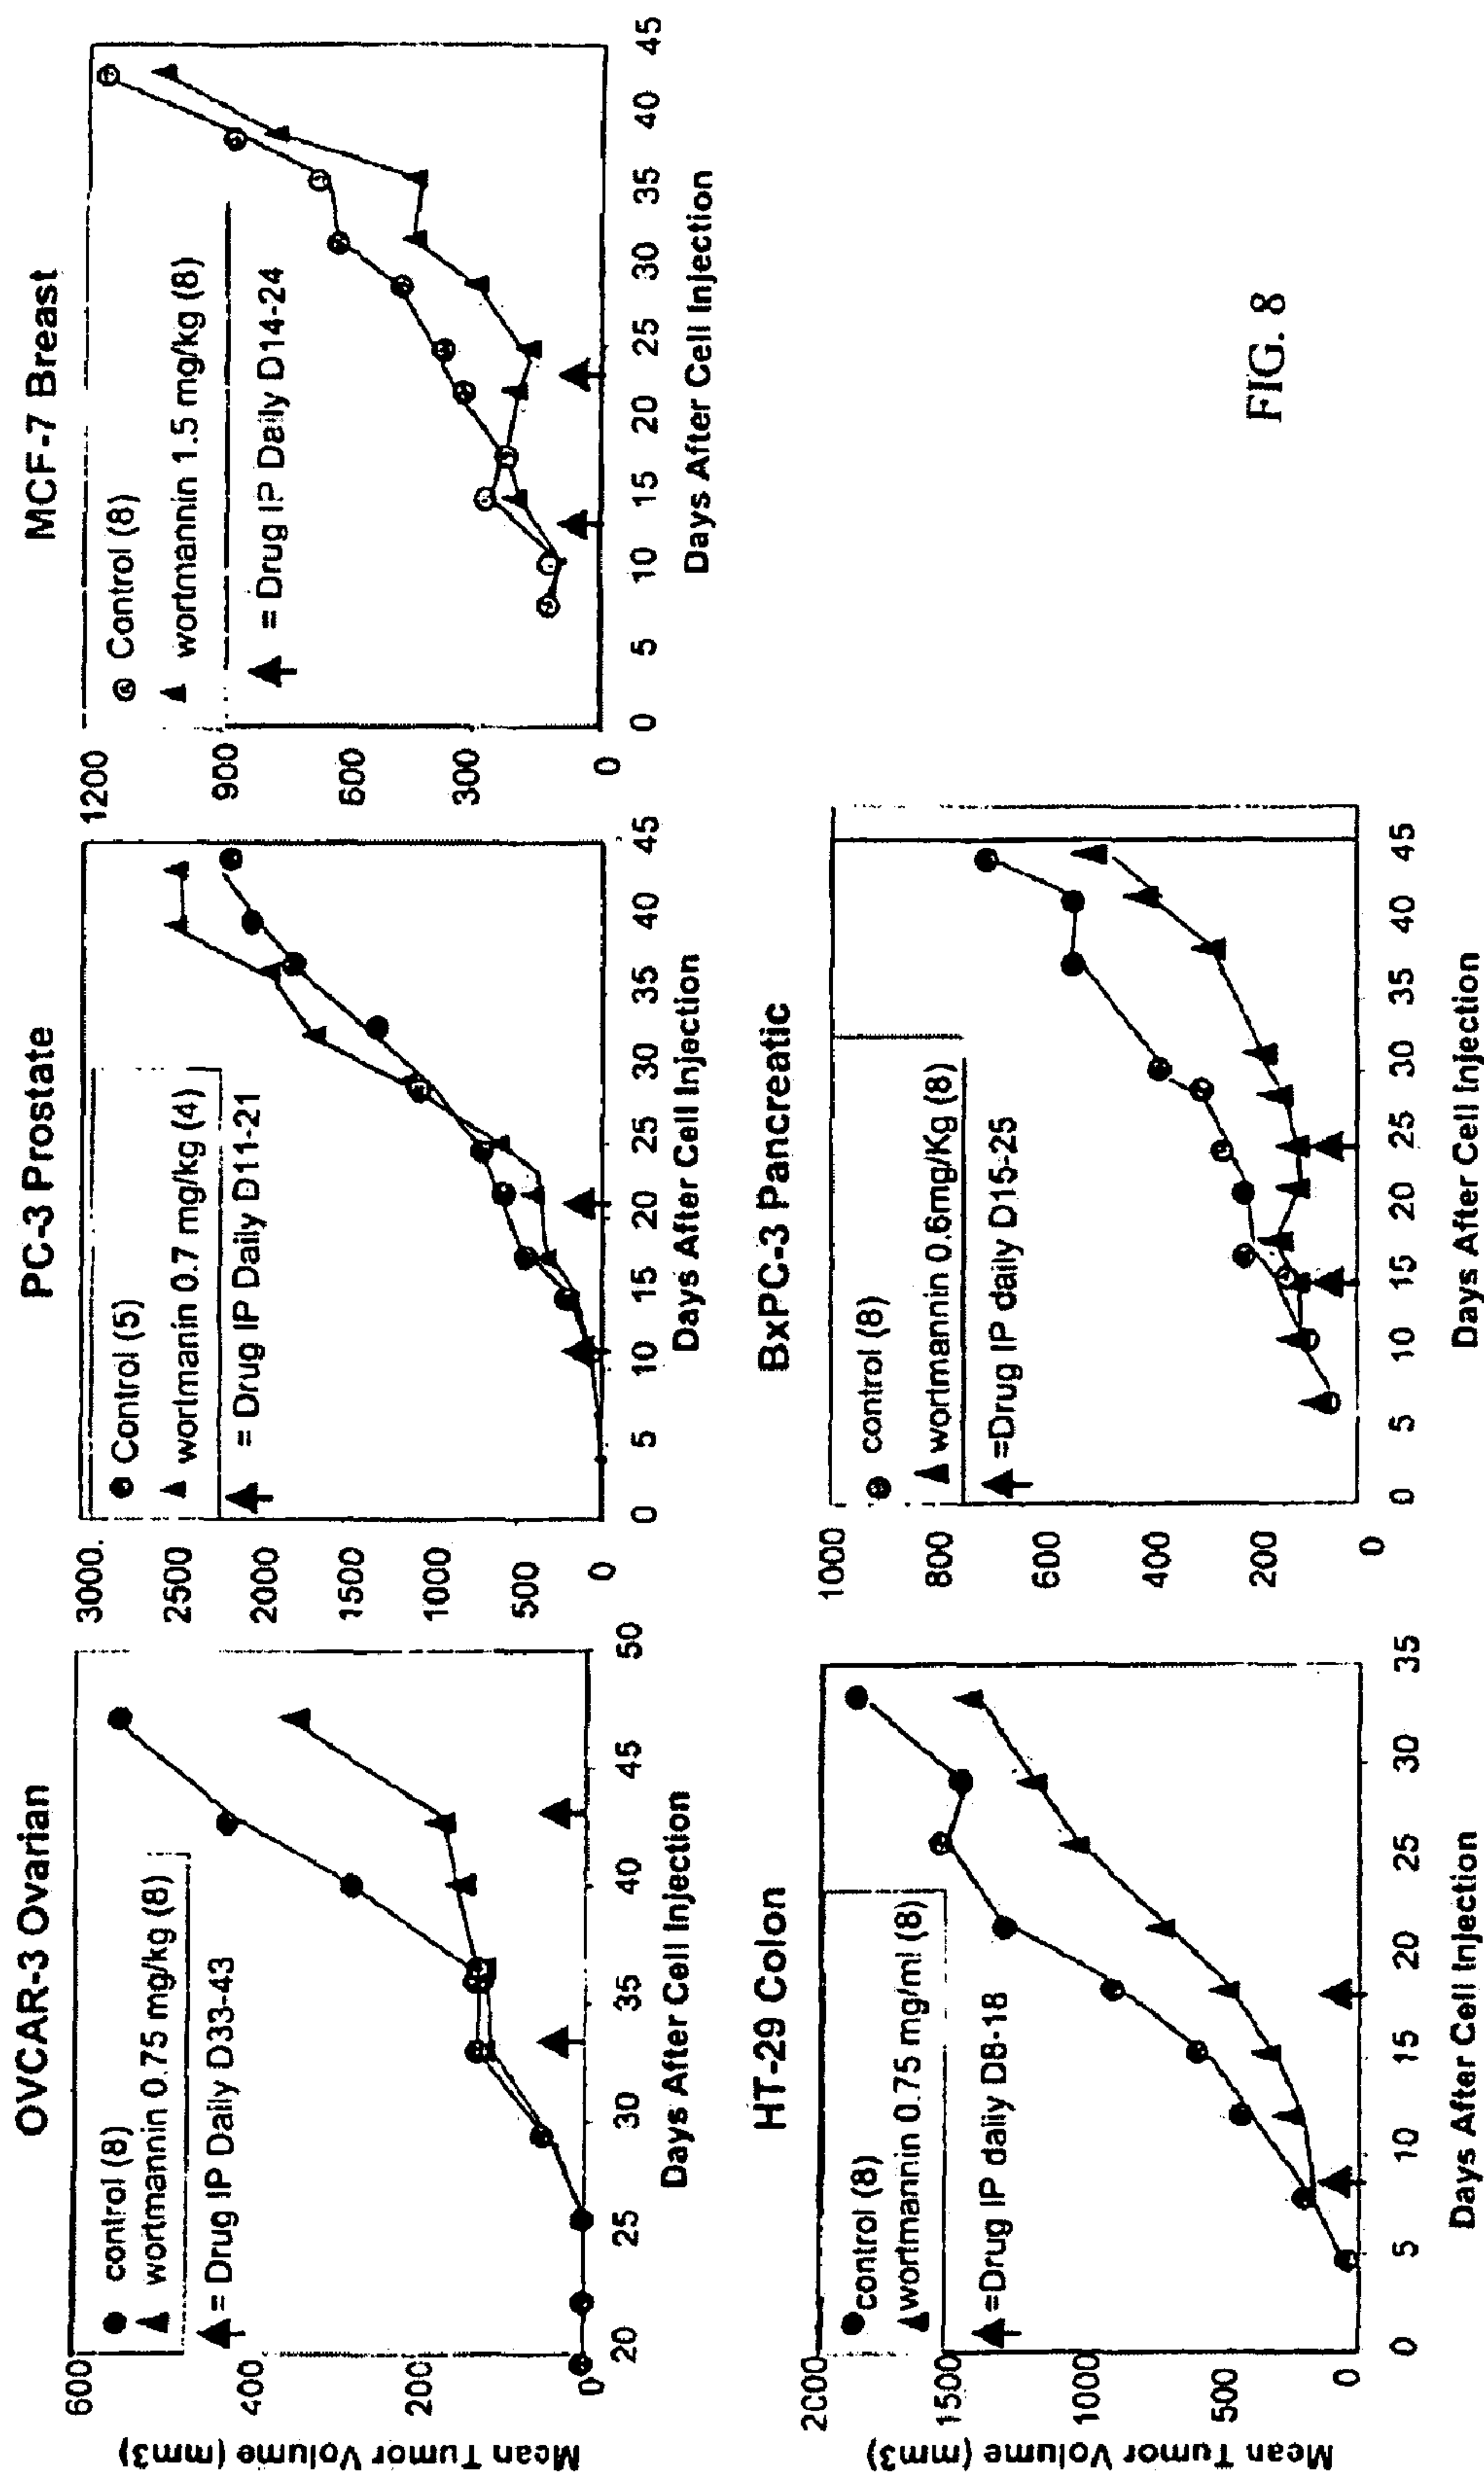 OVCAR-3 Ovarian
control (8)
wortmannin 0.75 mg/kg (8)
= Drug IP Daily D33-43
600
400
200
0
20
25
30
35
40
45
50
Mean Tumor Volume (mm3)
Days After Cell Injection
PC-3 Prostate
Control (5)
wortmanin 0.7 mg/kg (4)
= Drug IP Daily D11-21
3000
2500
2000
1500
1000
500
0
0
5
10
15
20
25
30
35
40
45
Days After Cell Injection
MCF-7 Breast
Control (8)
wortmannin 1.5 mg/kg (8)
= Drug IP Daily D14-24
1200
900
600
300
0
0
5
10
15
20
25
30
35
40
45
Days After Cell Injection
HT-29 Colon
control (8)
wortmannin 0.75 mg/ml (8)
=Drug IP daily D8-18
2000
1500
1000
500
0
0
5
10
15
20
25
30
35
Mean Tumor Volume (mm3)
Days After Cell Injection
BxPC-3 Pancreatic
control (8)
wortmannin 0.6mg/Kg (8)
=Drug IP daily D15-25
1000
800
600
400
200
0
0
5
10
15
20
25
30
35
40
45
Days After Cell Injection
FIG. 8